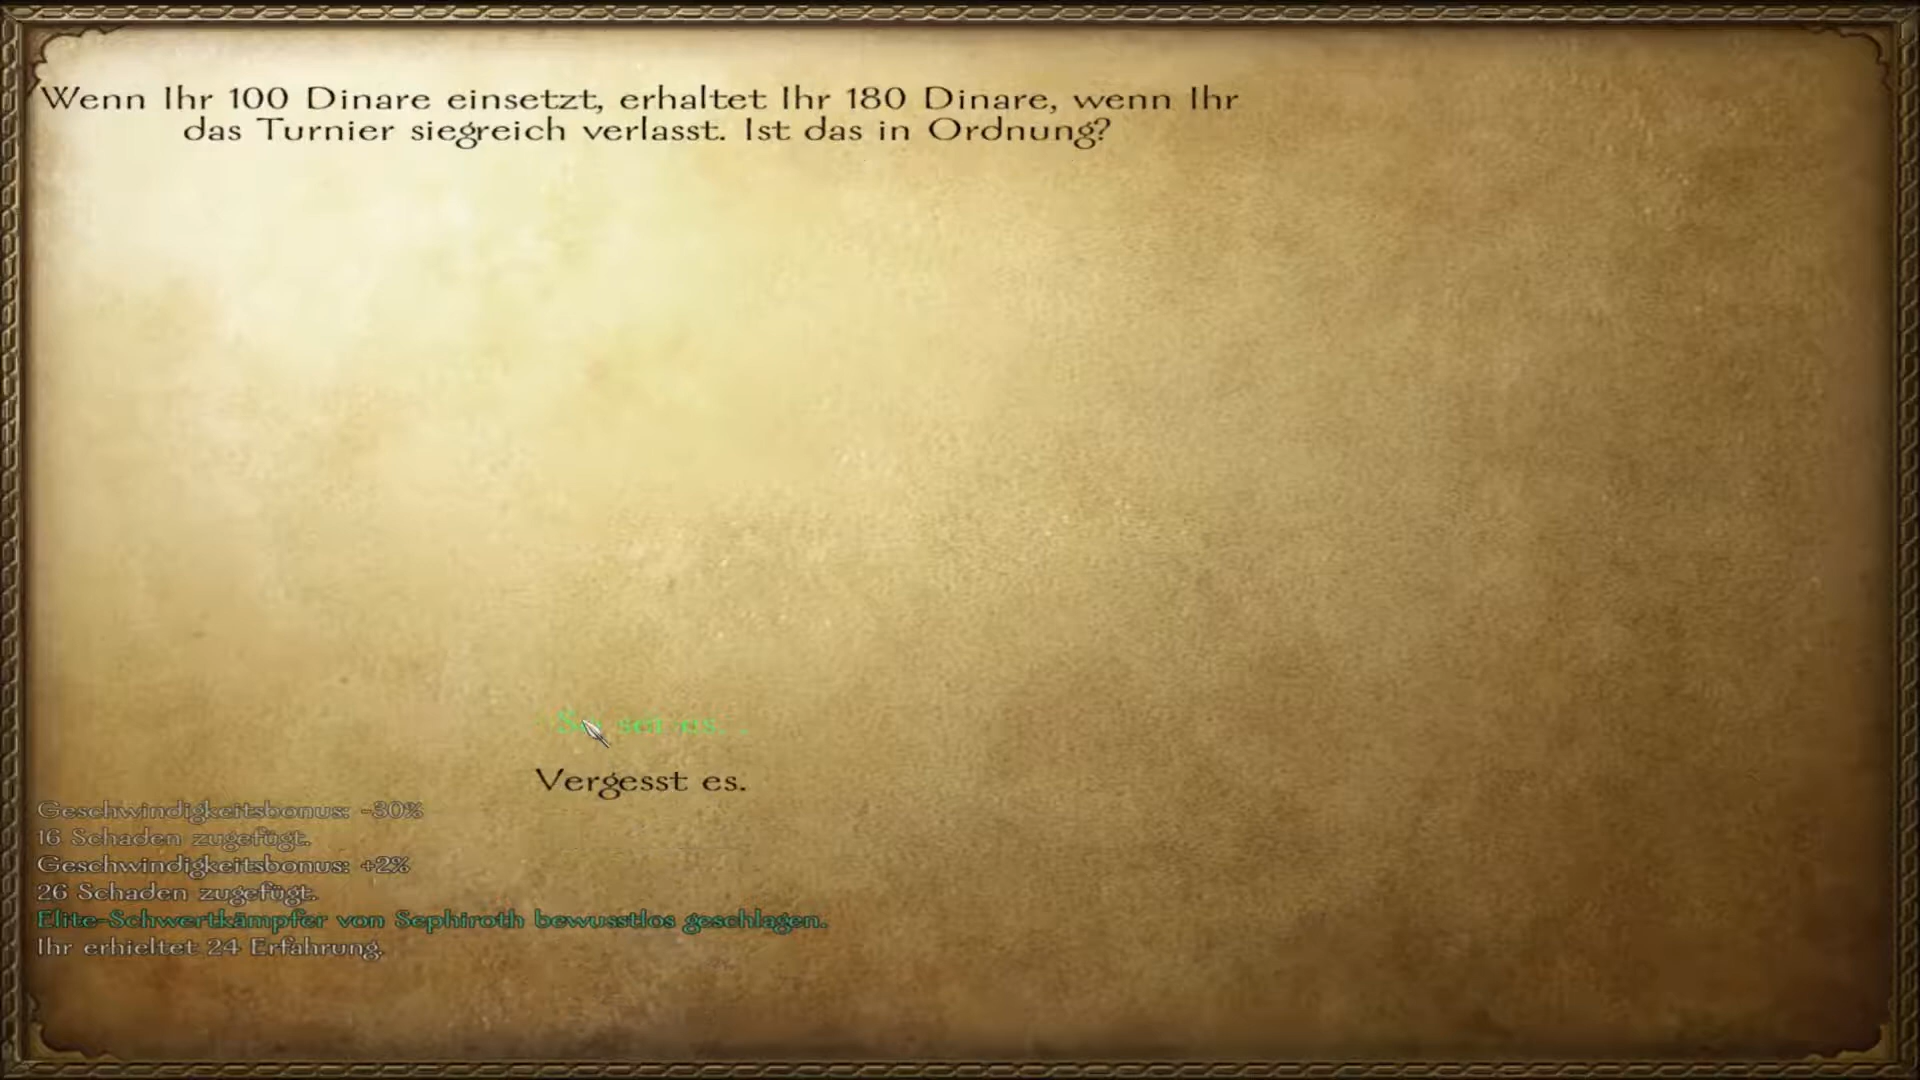 Wenn Ihr 100 Dinare einsetzt, erhaltet Ihr 180 Dinare, wenn Ihr
das Turnier siegreich verlasst. Ist das in Ordnung?
So sei es.
Vergesst es.
Geschwindigkeitsbonus: -30%
16 Schaden zugefügt.
Geschwindigkeitsbonus: +2%
26 Schaden zugefügt.
Elite-Schwertkämpfer von Sephiroth bewusstlos geschlagen.
Ihr erhieltet 24 Erfahrung.